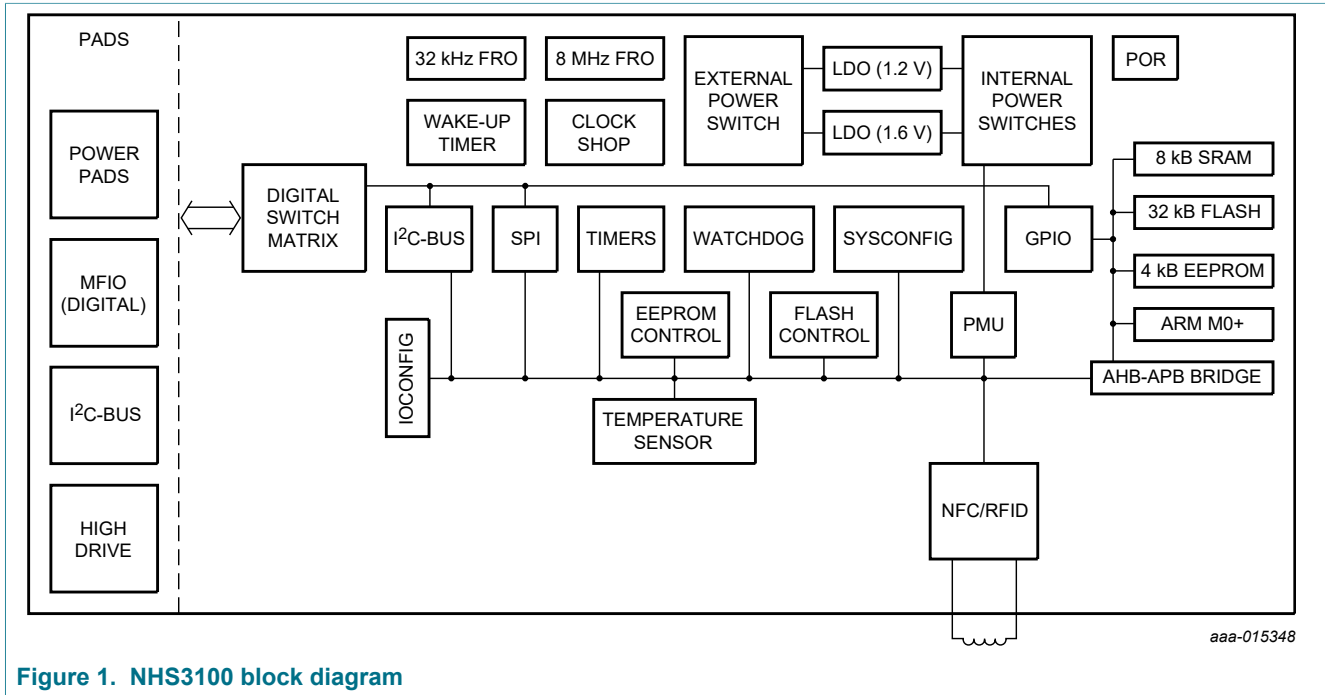 PADS
POWER
PADS
MFIO
(DIGITAL)
I²C-BUS
HIGH
DRIVE
32 kHz FRO
8 MHz FRO
WAKE-UP
TIMER
CLOCK
SHOP
EXTERNAL
POWER
SWITCH
LDO (1.2 V)
LDO (1.6 V)
INTERNAL
POWER
SWITCHES
POR
DIGITAL
SWITCH
MATRIX
I²C-BUS
SPI
TIMERS
WATCHDOG
SYSCONFIG
GPIO
8 kB SRAM
32 kB FLASH
4 kB EEPROM
ARM M0+
AHB-APB BRIDGE
IOCONFIG
EEPROM
CONTROL
FLASH
CONTROL
PMU
TEMPERATURE
SENSOR
NFC/RFID
aaa-015348
Figure 1. NHS3100 block diagram